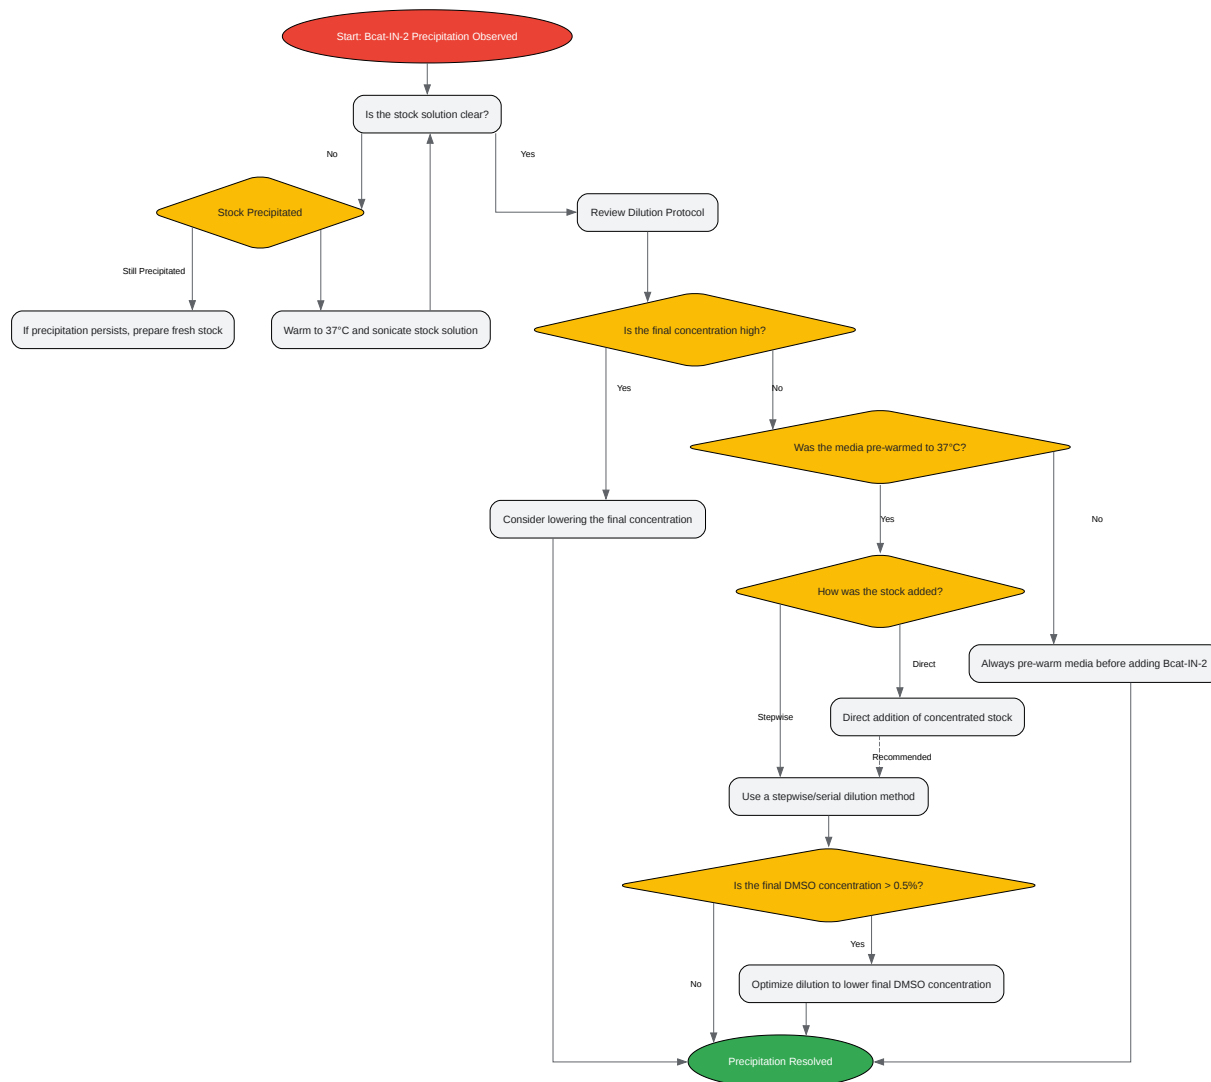 Start: Bcat-IN-2 Precipitation Observed
Is the stock solution clear?
No
Yes
Stock Precipitated
Review Dilution Protocol
Still Precipitated
If precipitation persists, prepare fresh stock
Warm to 37°C and sonicate stock solution
Is the final concentration high?
Yes
No
Was the media pre-warmed to 37°C?
Consider lowering the final concentration
Yes
No
How was the stock added?
Direct
Always pre-warm media before adding Bcat-IN-2
Stepwise
Direct addition of concentrated stock
Recommended
Use a stepwise/serial dilution method
Is the final DMSO concentration > 0.5%?
Yes
No
Optimize dilution to lower final DMSO concentration
Precipitation Resolved